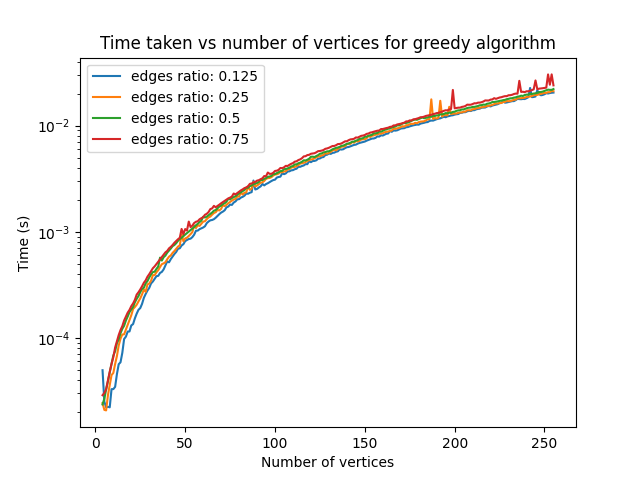 Time taken vs number of vertices for greedy algorithm
edges ratio: 0.125
edges ratio: 0.25
edges ratio: 0.5
edges ratio: 0.75
10⁻²
10⁻³
10⁻⁴
Time (s)
0 50 100 150 200 250
Number of vertices